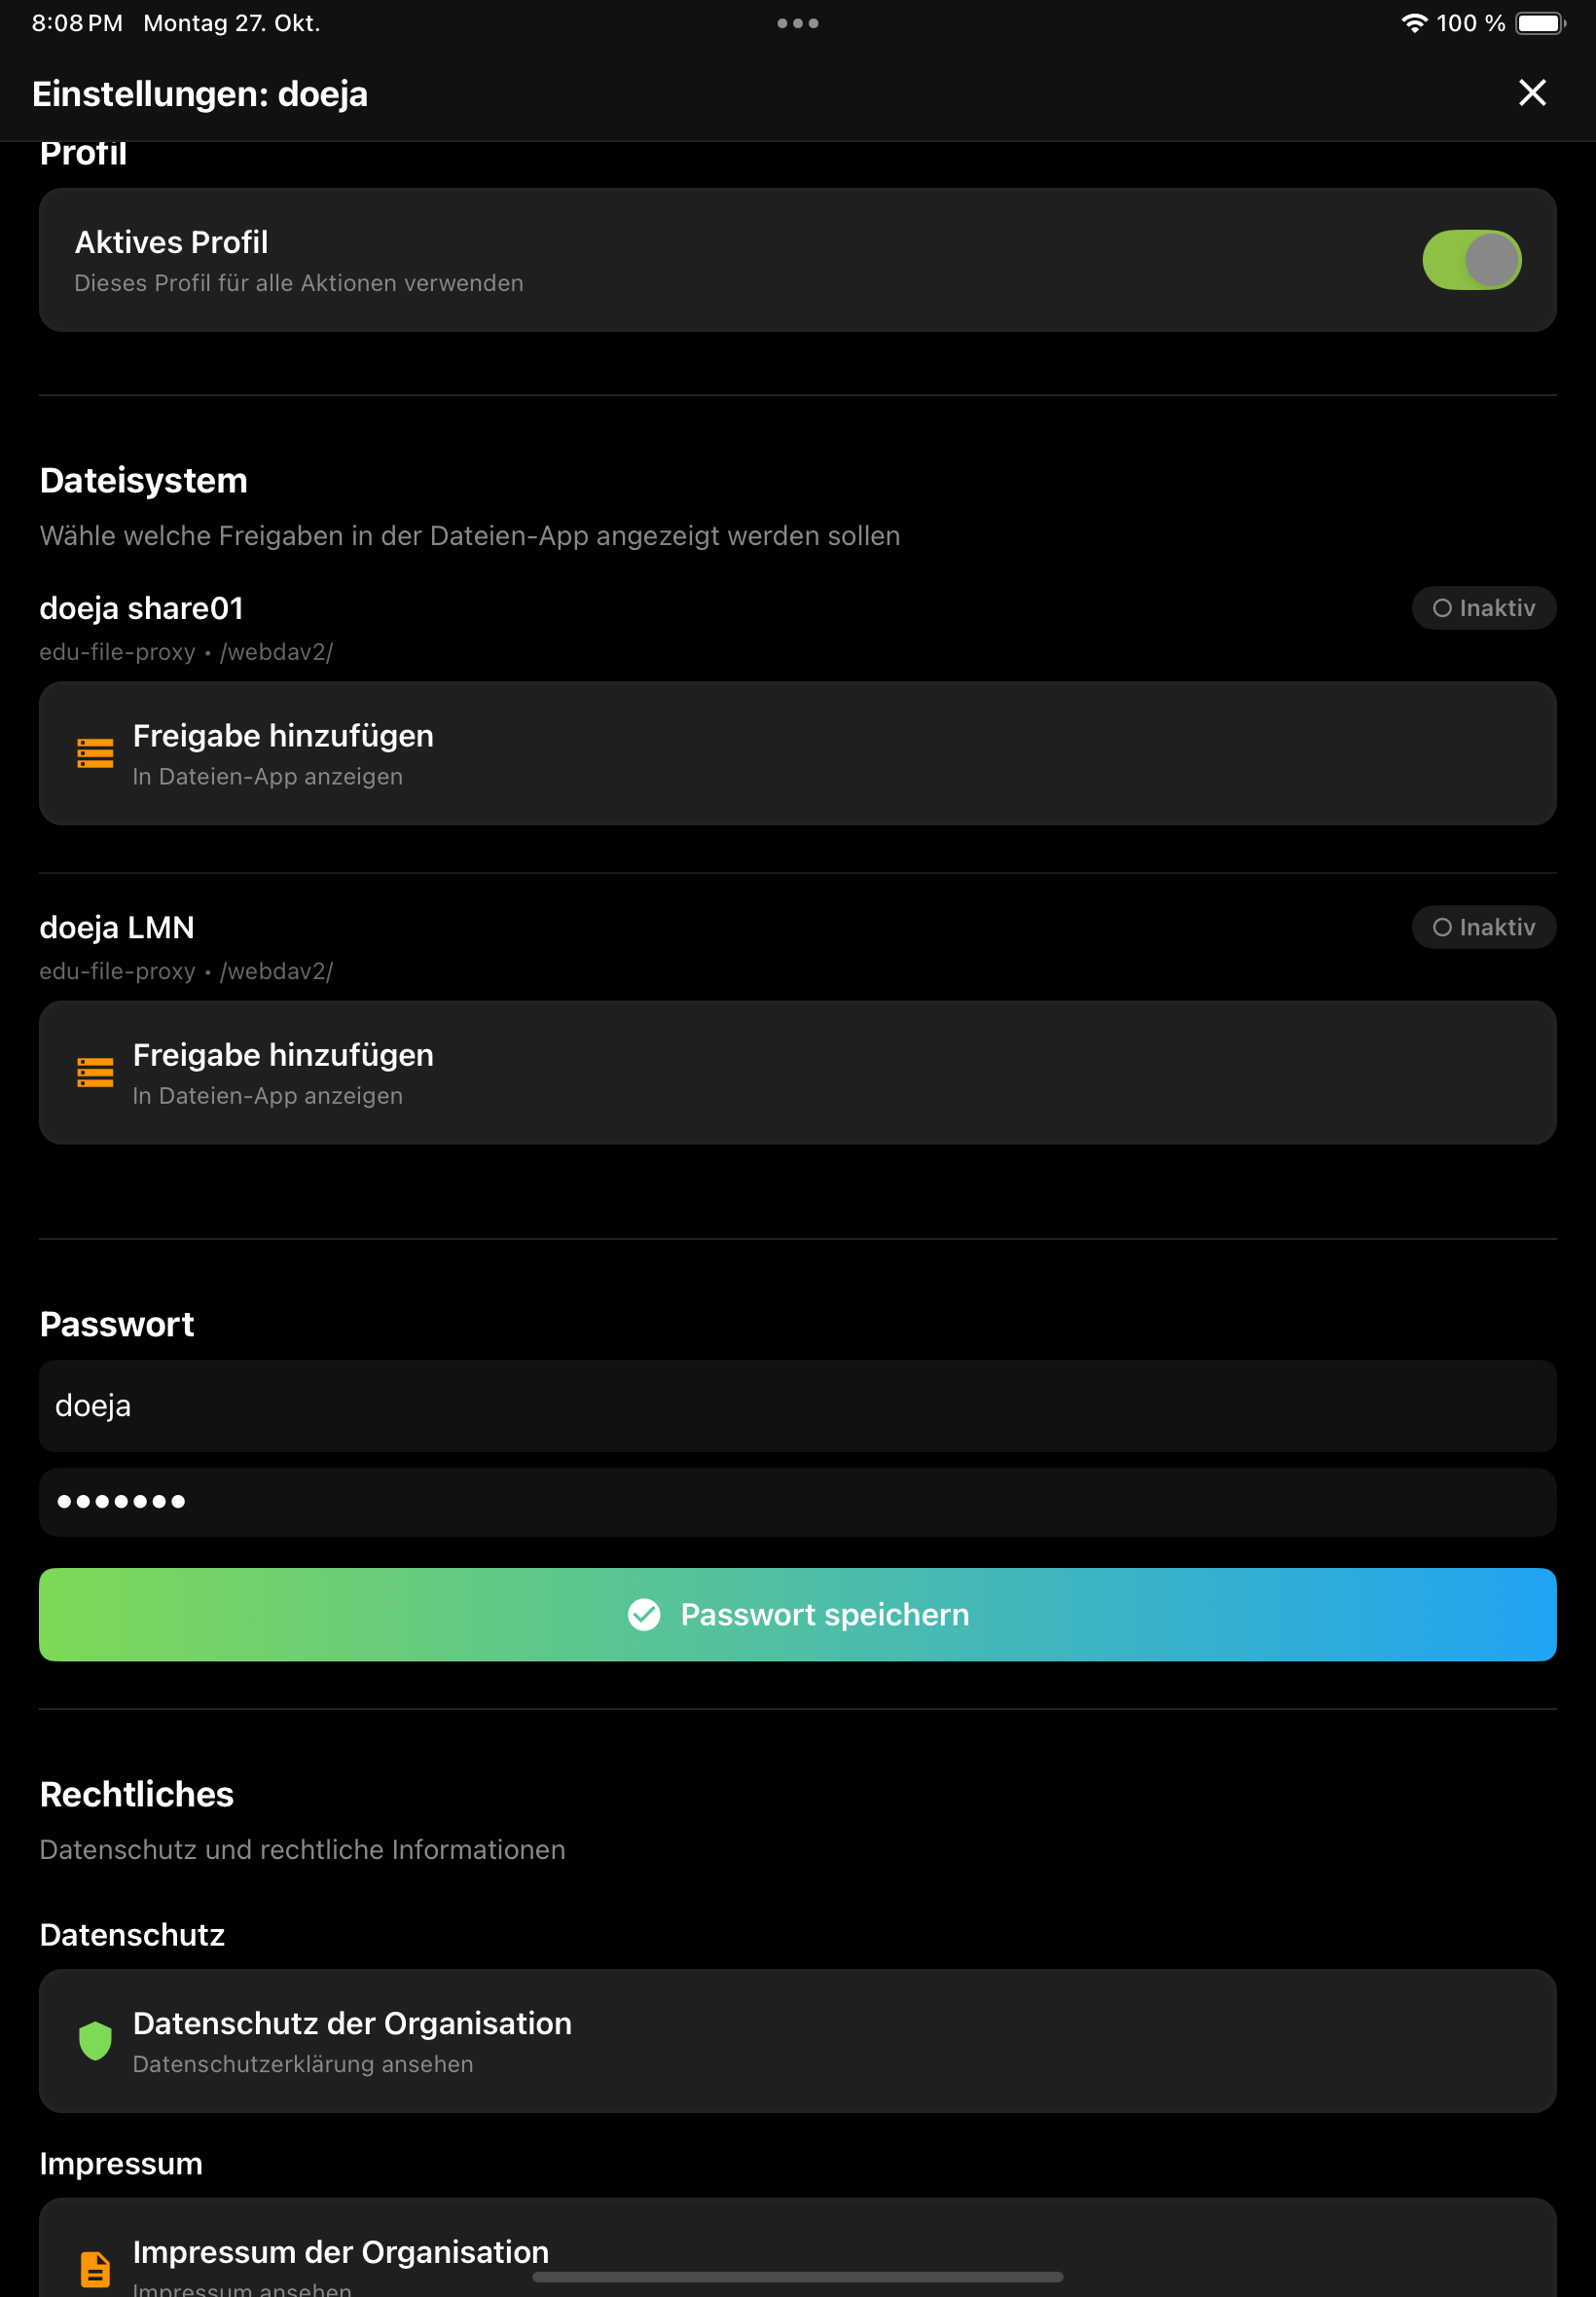 8:08 PM Montag 27. Okt.
100 %
Einstellungen: doeja
Profil
Aktives Profil
Dieses Profil für alle Aktionen verwenden
Dateisystem
Wähle welche Freigaben in der Dateien-App angezeigt werden sollen
doeja share01
Inaktiv
edu-file-proxy • /webdav2/
Freigabe hinzufügen
In Dateien-App anzeigen
doeja LMN
Inaktiv
edu-file-proxy • /webdav2/
Freigabe hinzufügen
In Dateien-App anzeigen
Passwort
doeja
•••••••
Passwort speichern
Rechtliches
Datenschutz und rechtliche Informationen
Datenschutz
Datenschutz der Organisation
Datenschutzerklärung ansehen
Impressum
Impressum der Organisation
Impressum ansehen